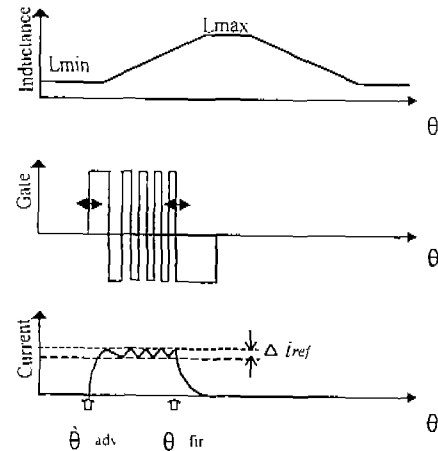 Inductance
Lmin
Lmax
θ
Gate
θ
Current
Δ iref
θ
θ adv
θ fir